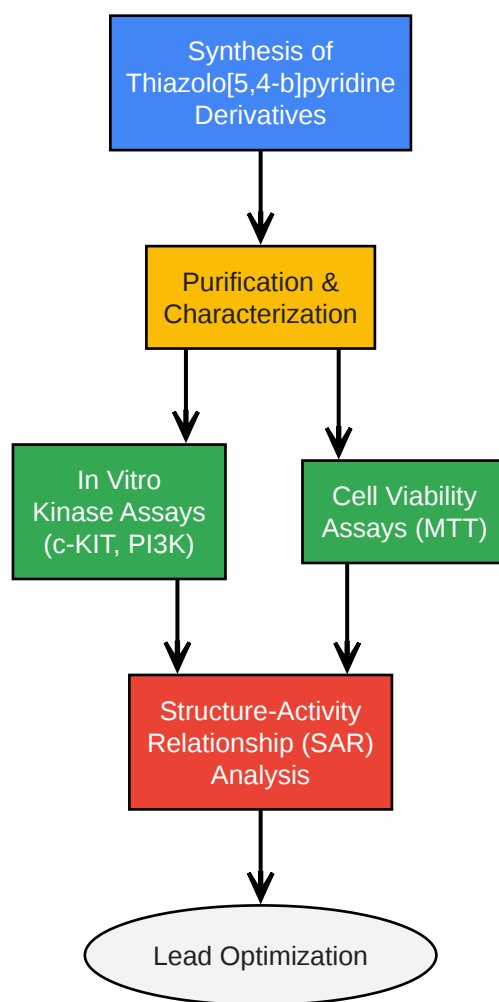 Synthesis of
Thiazolo[5,4-b]pyridine
Derivatives
Purification &
Characterization
In Vitro
Kinase Assays
(c-KIT, PI3K)
Cell Viability
Assays (MTT)
Structure-Activity
Relationship (SAR)
Analysis
Lead Optimization